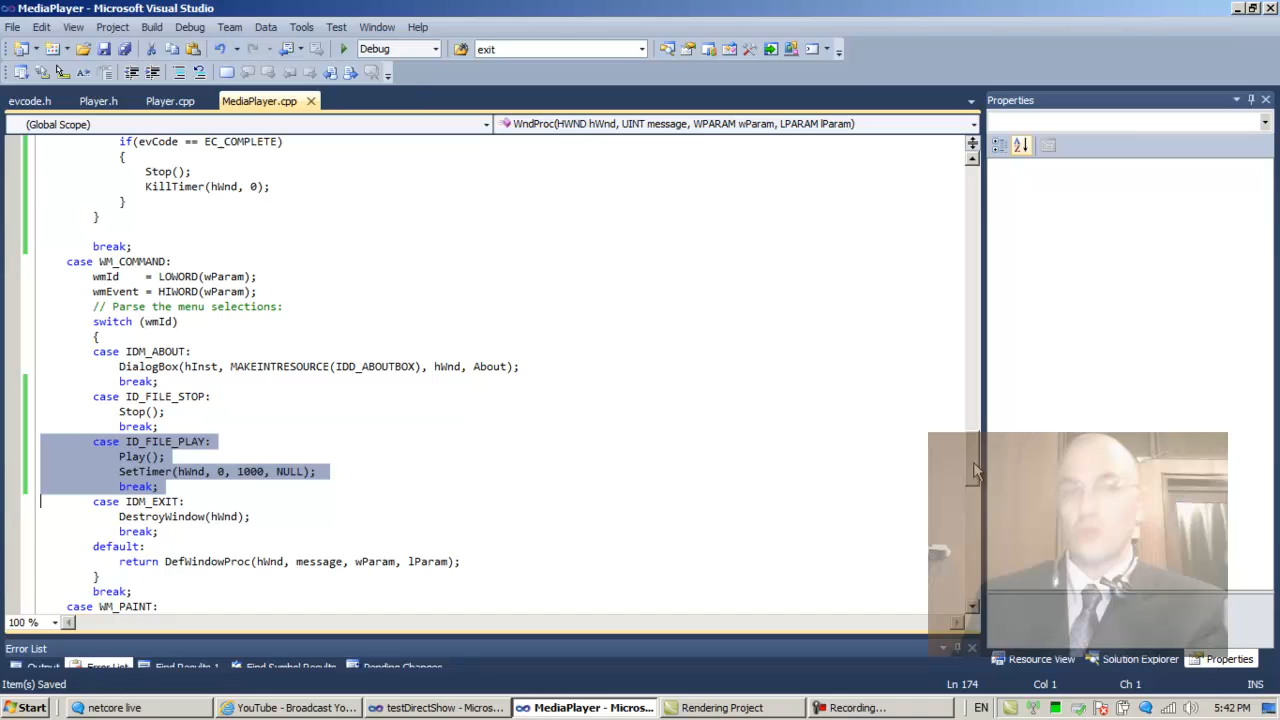 MediaPlayer - Microsoft Visual Studio
File Edit View Project Build Debug Team Data Tools Test Window Help
Debug exit
evcode.h Player.h Player.cpp MediaPlayer.cpp Properties
(Global Scope) WndProc(HWND hWnd, UINT message, WPARAM wParam, LPARAM lParam)
if(evCode == EC_COMPLETE)
{
Stop();
KillTimer(hWnd, 0);
}
}
break;
case WM_COMMAND:
wmId    = LOWORD(wParam);
wmEvent = HIWORD(wParam);
// Parse the menu selections:
switch (wmId)
{
case IDM_ABOUT:
DialogBox(hInst, MAKEINTRESOURCE(IDD_ABOUTBOX), hWnd, About);
break;
case ID_FILE_STOP:
Stop();
break;
case ID_FILE_PLAY:
Play();
SetTimer(hWnd, 0, 1000, NULL);
break;
case IDM_EXIT:
DestroyWindow(hWnd);
break;
default:
return DefWindowProc(hWnd, message, wParam, lParam);
}
break;
case WM_PAINT:
100 %
Error List
Output Error List Find Results 1 Find Symbol Results Pending Changes Resource View Solution Explorer Properties
Item(s) Saved Ln 174 Col 1 Ch 1 INS
Start netcore live YouTube - Broadcast Yo... testDirectShow - Micros... MediaPlayer - Micros... Rendering Project Recording... EN 5:42 PM